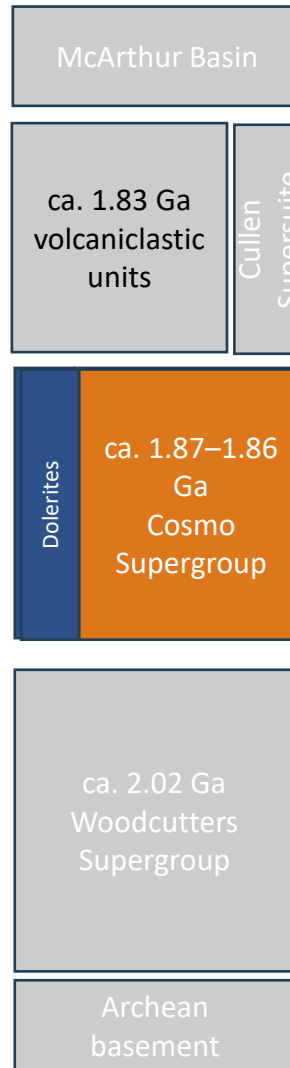 McArthur Basin
ca. 1.83 Ga
volcaniclastic
units
Cullen
Supersuite
Dolerites
ca. 1.87–1.86
Ga
Cosmo
Supergroup
ca. 2.02 Ga
Woodcutters
Supergroup
Archean
basement